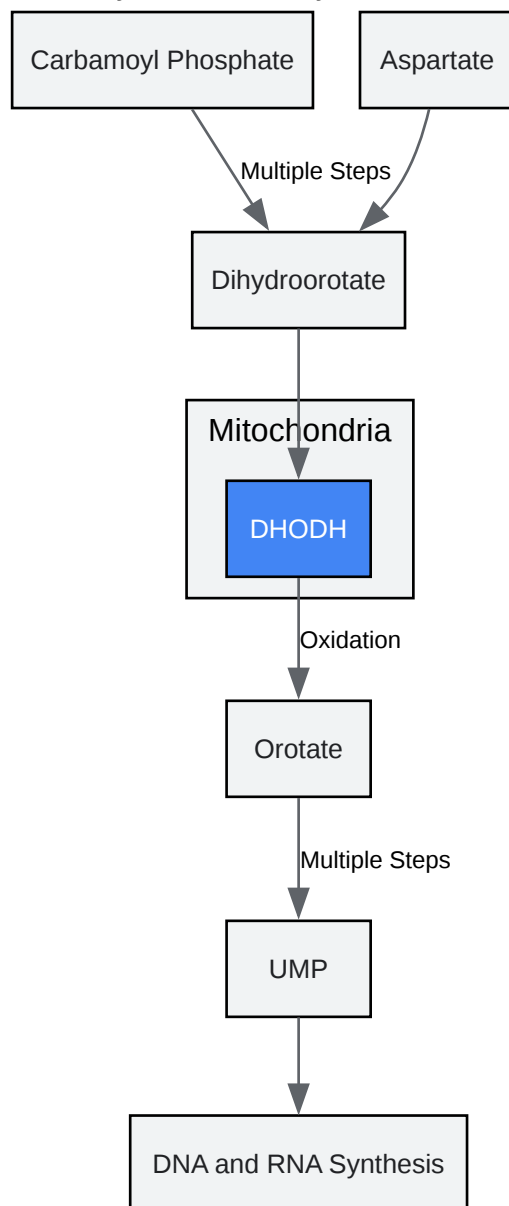 Carbamoyl Phosphate
Aspartate
Multiple Steps
Dihydroorotate
Mitochondria
DHODH
Oxidation
Orotate
Multiple Steps
UMP
DNA and RNA Synthesis